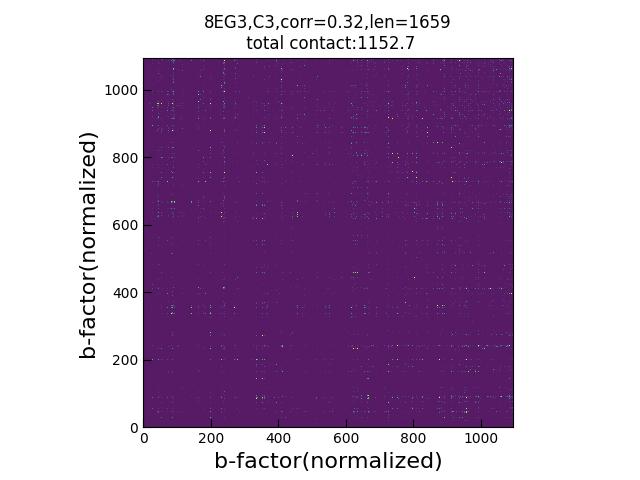 8EG3,C3,corr=0.32,len=1659
total contact:1152.7
1000
800
600
400
200
0
b-factor(normalized)
0 200 400 600 800 1000
b-factor(normalized)